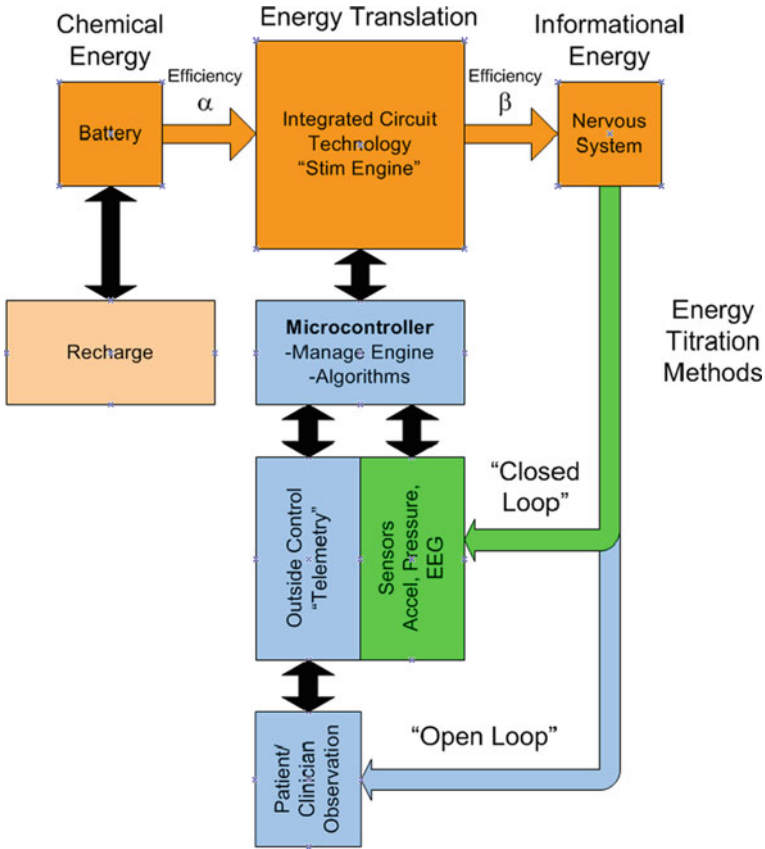 Chemical
Energy
Energy Translation
Informational
Energy
Efficiency
α
Efficiency
β
Battery
Integrated Circuit
Technology
“Stim Engine”
Nervous
System
Recharge
Microcontroller
-Manage Engine
-Algorithms
Energy
Titration
Methods
Outside Control
“Telemetry”
Sensors
Accel, Pressure,
EEG
“Closed
Loop”
Patient/
Clinician
Observation
“Open Loop”